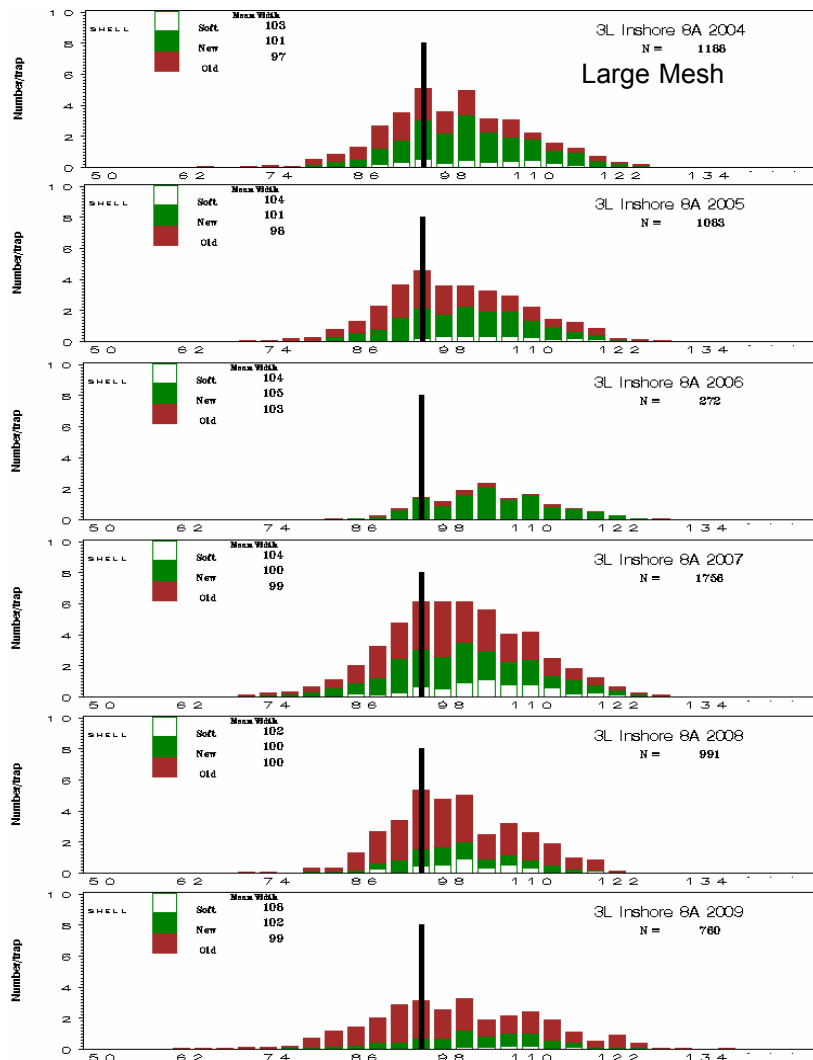 Mean Width
Soft 103
New 101
Old 97
SHELL
3L Inshore 8A 2004
N = 1188
Large Mesh
Number/trap
0 2 4 6 8 10
50 62 74 86 98 110 122 134
Mean Width
Soft 104
New 101
Old 98
SHELL
3L Inshore 8A 2005
N = 1083
Number/trap
0 2 4 6 8 10
50 62 74 86 98 110 122 134
Mean Width
Soft 104
New 105
Old 103
SHELL
3L Inshore 8A 2006
N = 272
Number/trap
0 2 4 6 8 10
50 62 74 86 98 110 122 134
Mean Width
Soft 104
New 100
Old 99
SHELL
3L Inshore 8A 2007
N = 1756
Number/trap
0 2 4 6 8 10
50 62 74 86 98 110 122 134
Mean Width
Soft 102
New 100
Old 100
SHELL
3L Inshore 8A 2008
N = 991
Number/trap
0 2 4 6 8 10
50 62 74 86 98 110 122 134
Mean Width
Soft 108
New 102
Old 99
SHELL
3L Inshore 8A 2009
N = 760
Number/trap
0 2 4 6 8 10
50 62 74 86 98 110 122 134